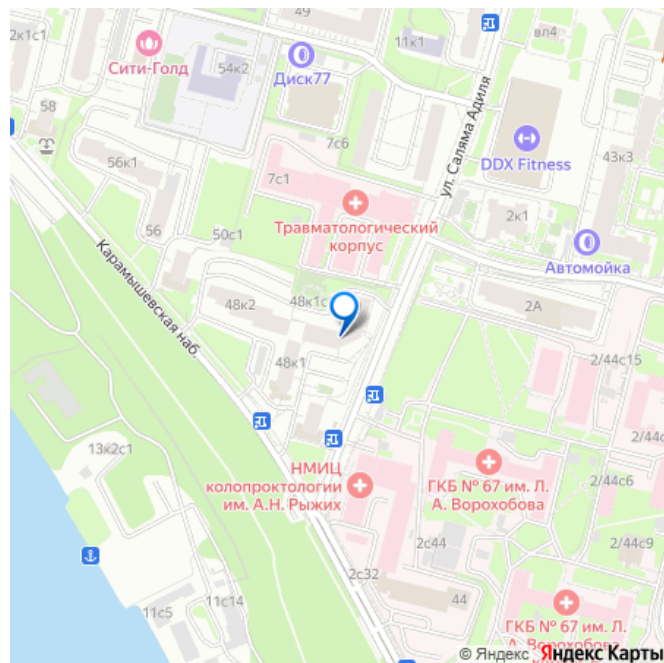 2к1с1
Сити-Голд
54к2
49
Диск77
11к1
вл4
58
56к1
7с6
ул. Саляма Адиля
DDX Fitness
43к3
7с1
56
Травматологический
корпус
2к1
50с1
Автомойка
Карамышевская наб.
48к2
48к1с
2А
48к1
2/44с15
13к2с1
НМИЦ
колопроктологии
им. А.Н. Рыжих
ГКБ № 67 им. Л.
А. Ворохобова
2/44с6
2с44
2/44с9
2с32
44
11с5
11с14
ГКБ № 67 им. Л.
А. Ворохобова
© Яндекс Яндекс Карты